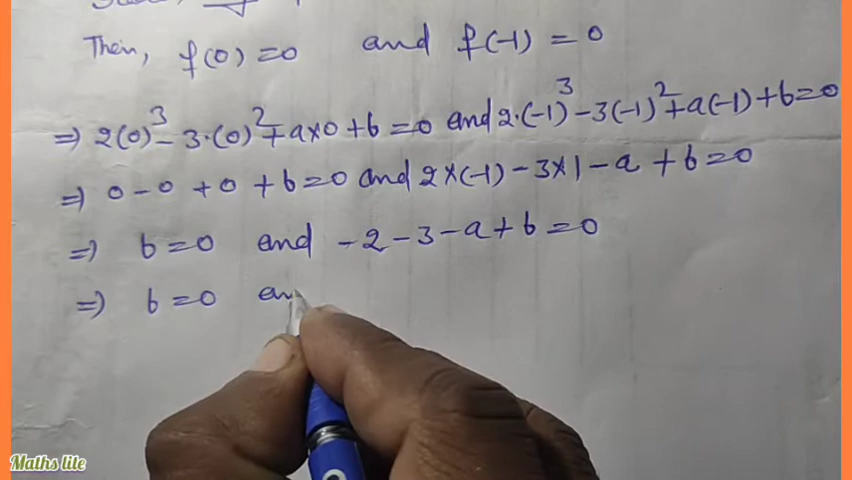 Then, f(0) = 0 and f(-1) = 0
⇒ 2(0)³ - 3·(0)² + a×0 + b = 0 and 2·(-1)³ - 3(-1)² + a(-1) + b = 0
⇒ 0 - 0 + 0 + b = 0 and 2×(-1) - 3×1 - a + b = 0
⇒ b = 0 and -2 - 3 - a + b = 0
⇒ b = 0 an
Maths lite